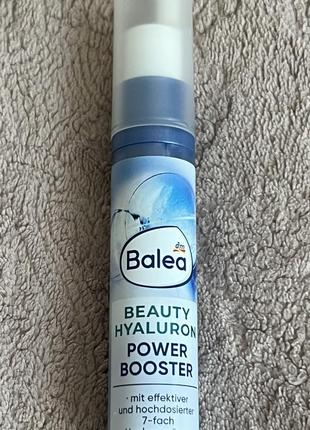 dm
Balea
BEAUTY
HYALURON
POWER
BOOSTER
· mit effektiver
und hochdosierter
7-fach